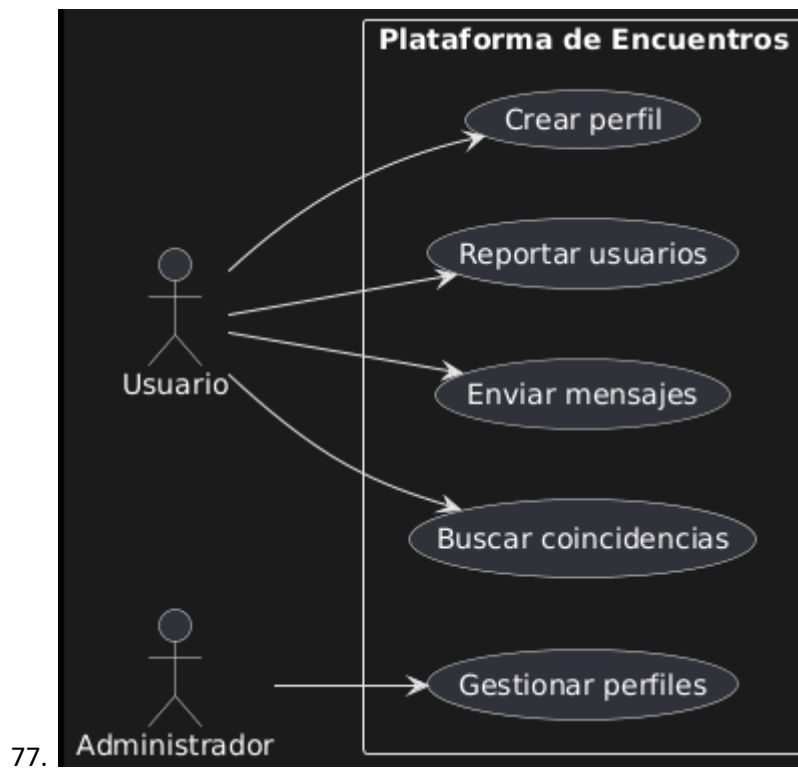 Plataforma de Encuentros
Crear perfil
Reportar usuarios
Enviar mensajes
Usuario
Buscar coincidencias
Gestionar perfiles
Administrador
77.